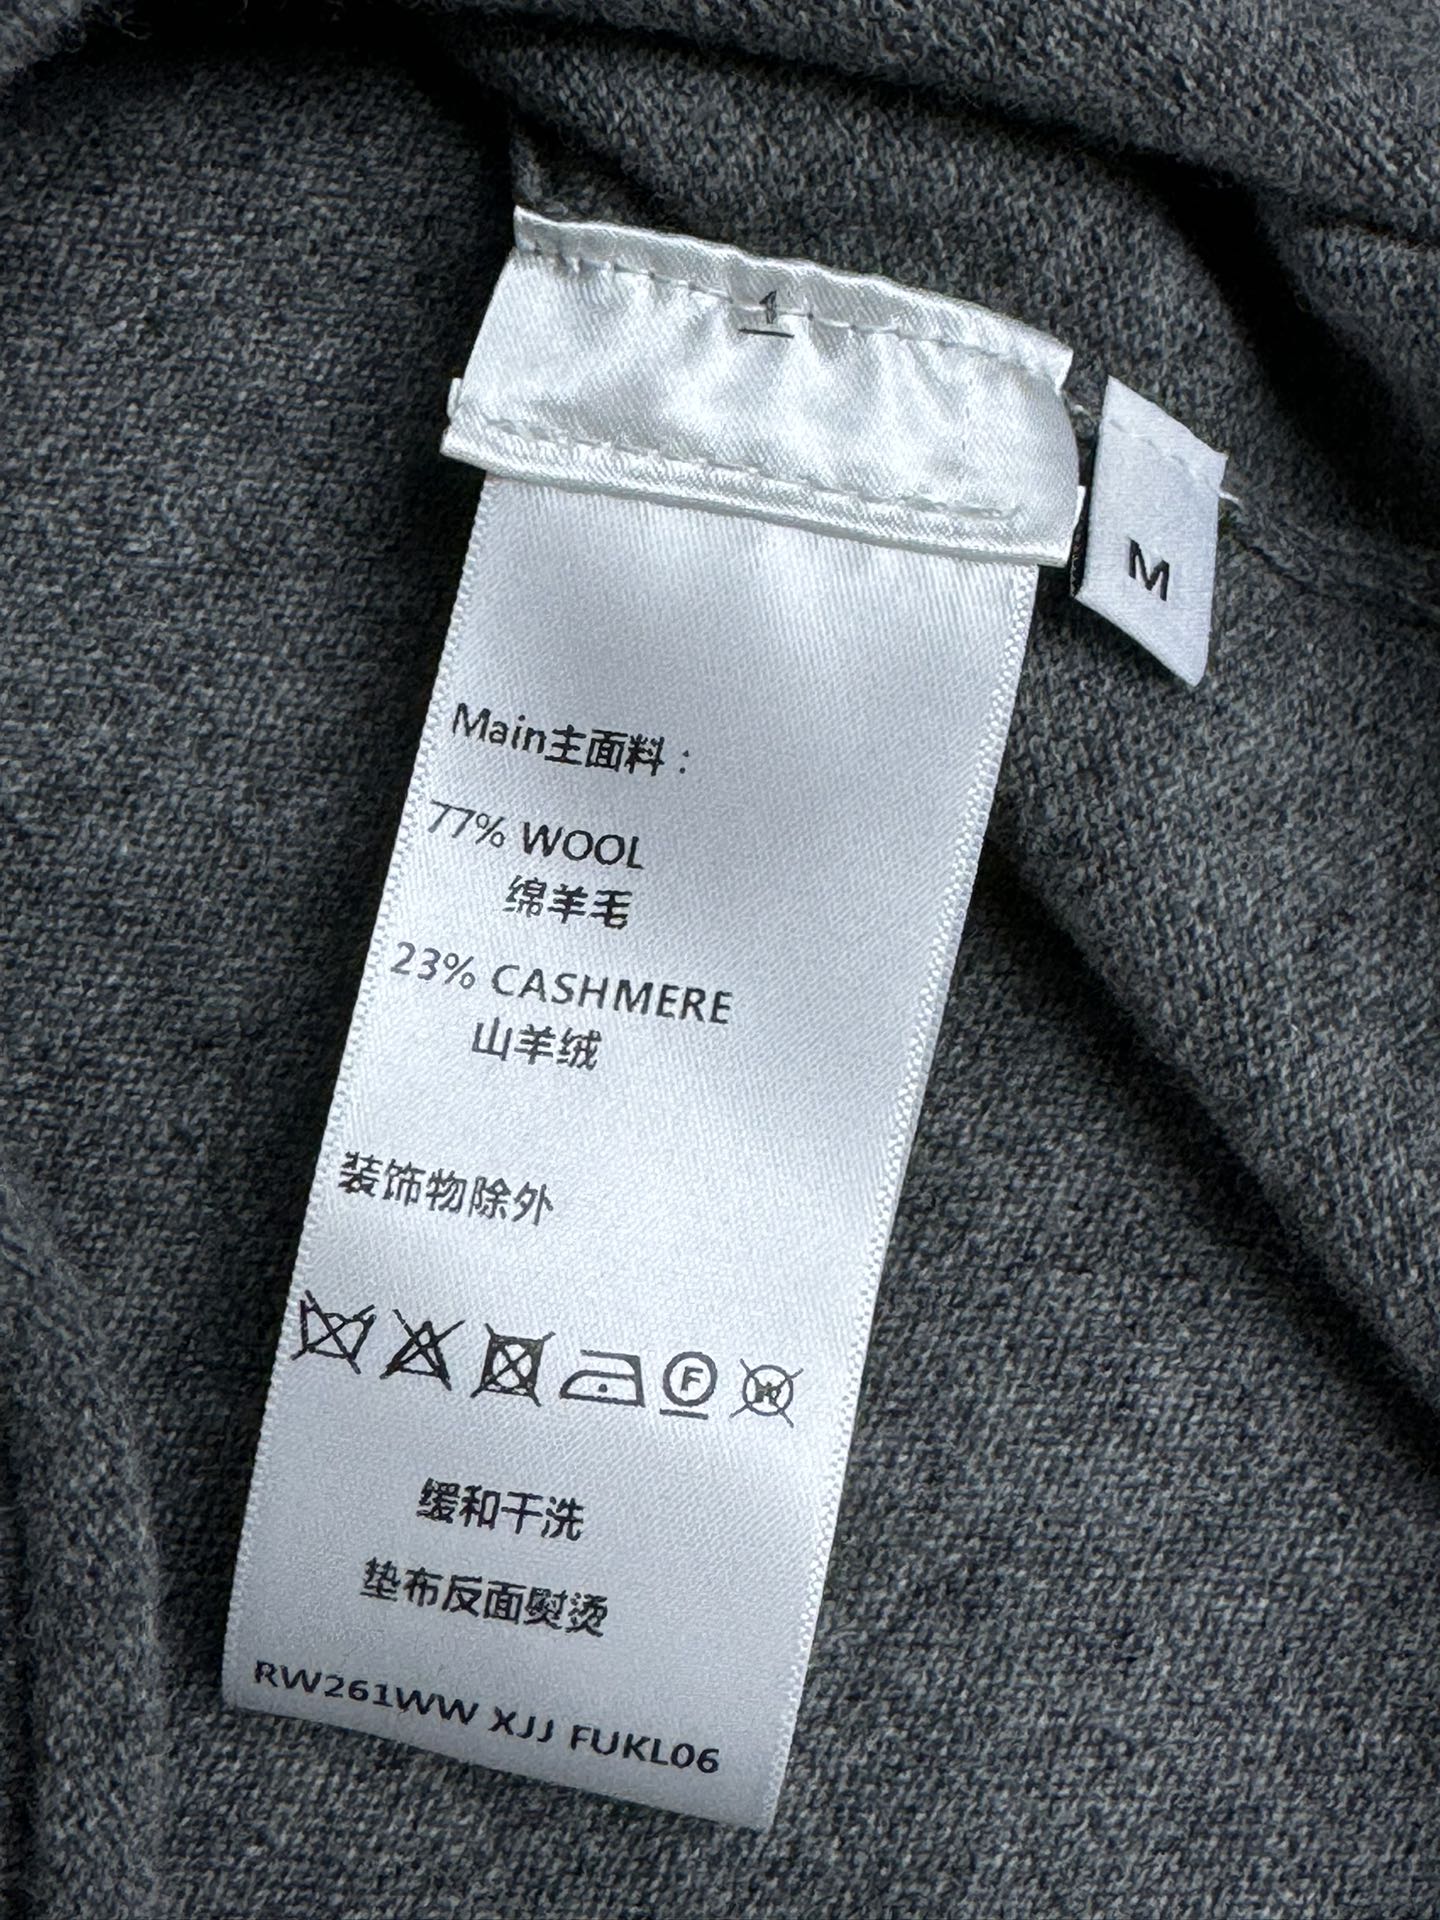 1
M
Main主面料：
77% WOOL
绵羊毛
23% CASHMERE
山羊绒
装饰物除外
F
W
缓和干洗
垫布反面熨烫
RW261WW XJJ FUKL06